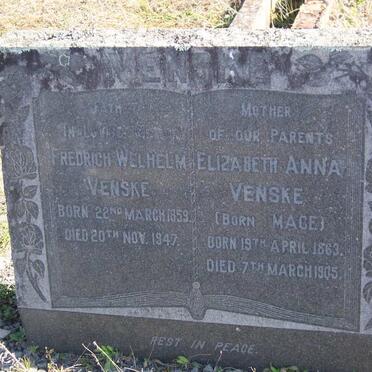 VENSKE
FATHER
IN LOVING MEMORY
FREDRICH WELHELM
VENSKE
BORN 22ND MARCH 1859.
DIED 20TH NOV. 1947.
MOTHER
OF OUR PARENTS
ELIZABETH ANNA
VENSKE
(BORN MACE)
BORN 19TH APRIL 1863.
DIED 7TH MARCH 1905.
REST IN PEACE.